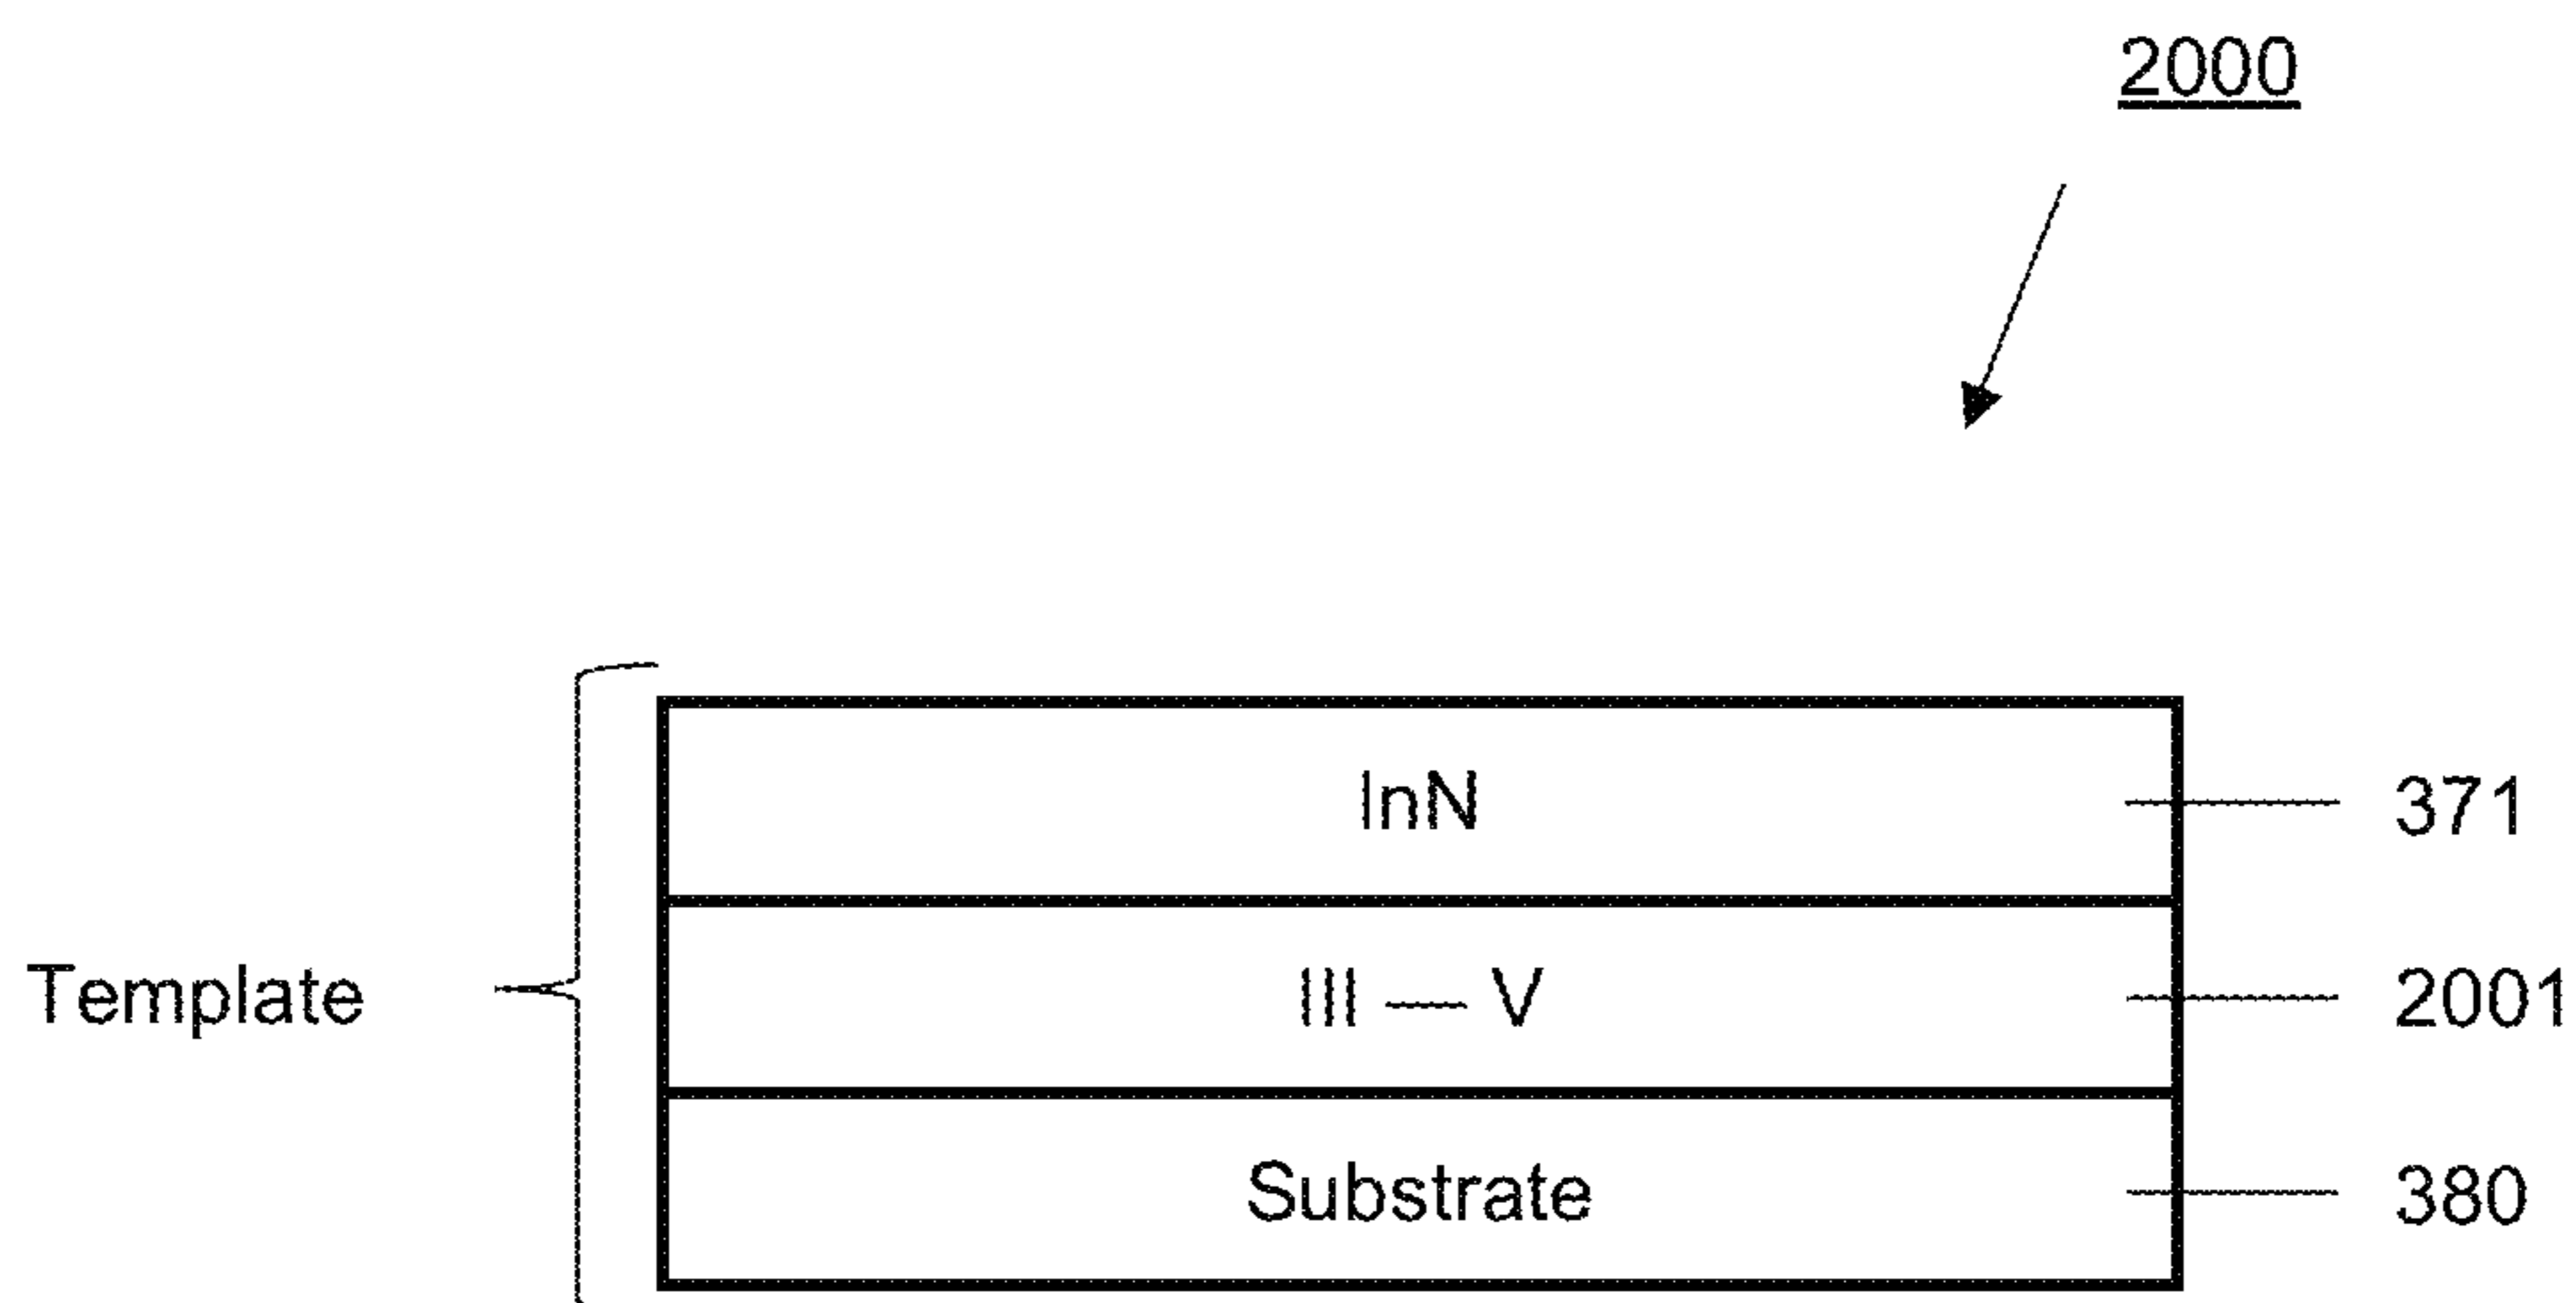 2000
InN
371
Template
III — V
2001
Substrate
380